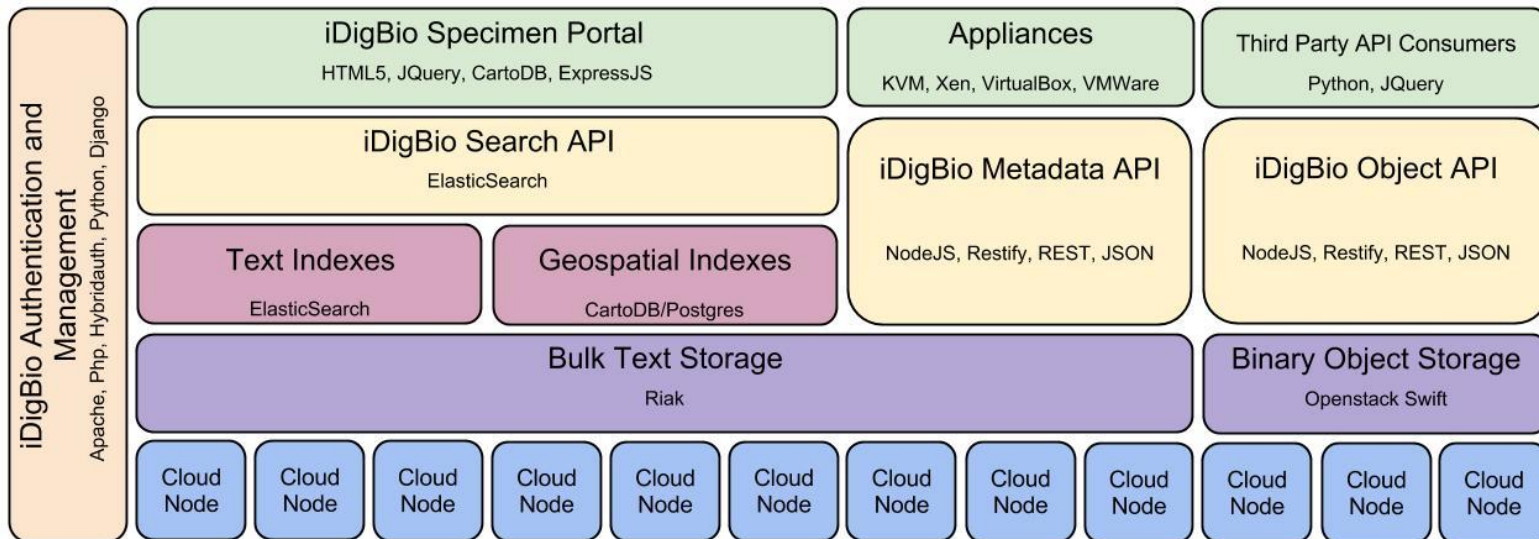 iDigBio Authentication and
Management
Apache, Php, Hybridauth, Python, Django
iDigBio Specimen Portal
HTML5, JQuery, CartoDB, ExpressJS
Appliances
KVM, Xen, VirtualBox, VMWare
Third Party API Consumers
Python, JQuery
iDigBio Search API
ElasticSearch
iDigBio Metadata API
NodeJS, Restify, REST, JSON
iDigBio Object API
NodeJS, Restify, REST, JSON
Text Indexes
ElasticSearch
Geospatial Indexes
CartoDB/Postgres
Bulk Text Storage
Riak
Binary Object Storage
Openstack Swift
Cloud
Node
Cloud
Node
Cloud
Node
Cloud
Node
Cloud
Node
Cloud
Node
Cloud
Node
Cloud
Node
Cloud
Node
Cloud
Node
Cloud
Node
Cloud
Node